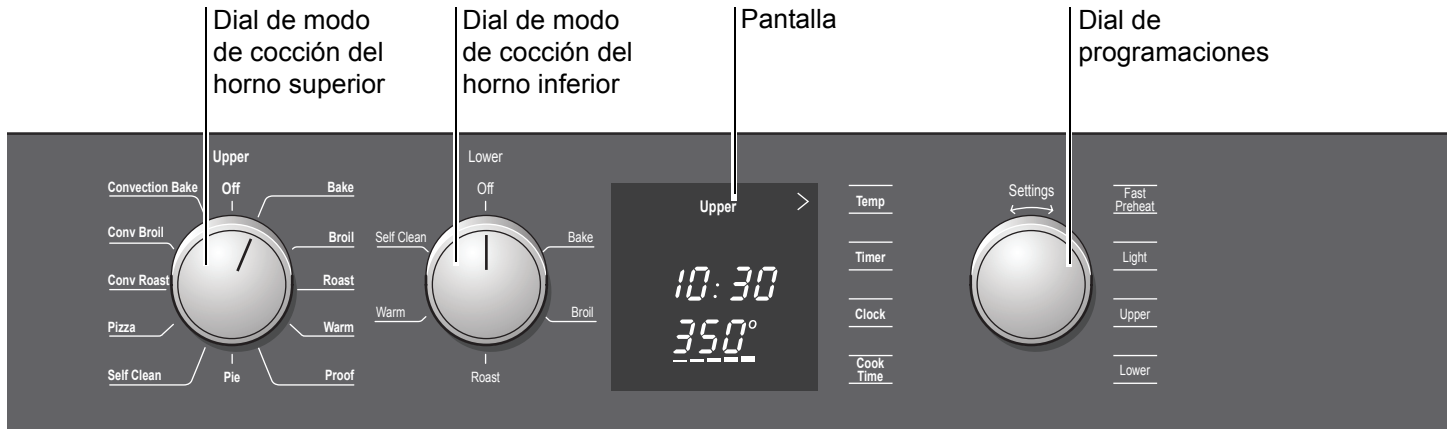 Dial de modo
de cocción del
horno superior
Dial de modo
de cocción del
horno inferior
Pantalla
Dial de
programaciones
Upper
Off
Convection Bake
Conv Broil
Conv Roast
Pizza
Self Clean
Pie
Bake
Broil
Roast
Warm
Proof
Lower
Off
Self Clean
Warm
Roast
Bake
Broil
Upper >
10:30
350°
Temp
Timer
Clock
Cook
Time
Settings
Fast
Preheat
Light
Upper
Lower